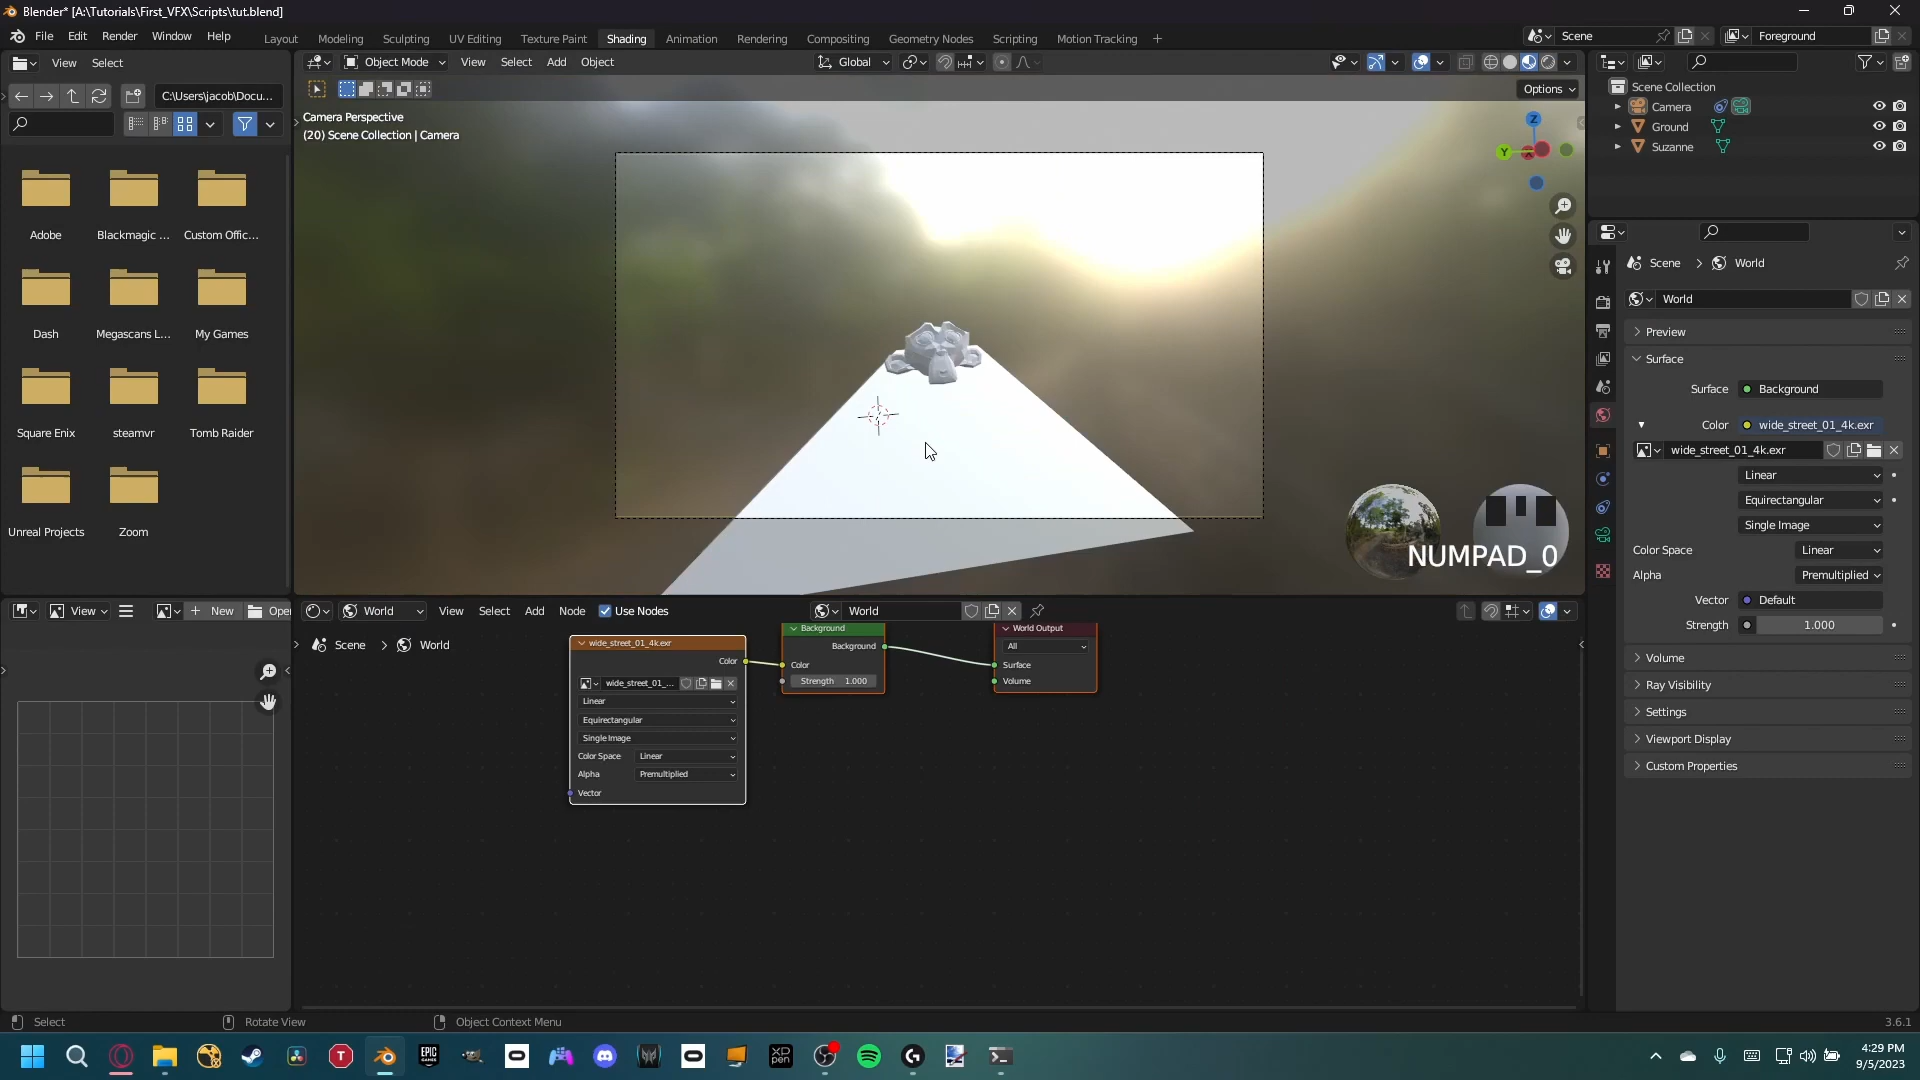 Blender* [A:\Tutorials\First_VFX\Scripts\tut.blend]
File Edit Render Window Help Layout Modeling Sculpting UV Editing Texture Paint Shading Animation Rendering Compositing Geometry Nodes Scripting Motion Tracking + Scene Foreground
View Select
Object Mode View Select Add Object Global
C:\Users\jacob\Docu...
Options
Camera Perspective
(20) Scene Collection | Camera
Z
Y
X
Adobe Blackmagic ... Custom Offic...
Dash Megascans L... My Games
Square Enix steamvr Tomb Raider
Unreal Projects Zoom
NUMPAD_0
Scene Collection
Camera
Ground
Suzanne
Scene > World
World
Preview
Surface
Surface Background
Color wide_street_01_4k.exr
wide_street_01_4k.exr
Linear
Equirectangular
Single Image
Color Space Linear
Alpha Premultiplied
Vector Default
Strength 1.000
Volume
Ray Visibility
Settings
Viewport Display
Custom Properties
View + New Open
World View Select Add Node Use Nodes World
Scene > World
wide_street_01_4k.exr
Color
wide_street_01_...
Linear
Equirectangular
Single Image
Color Space Linear
Alpha Premultiplied
Vector
Background
Background
Color
Strength 1.000
World Output
All
Surface
Volume
Select Rotate View Object Context Menu 3.6.1
T EPIC GAMES XP PEN G
4:29 PM
9/5/2023